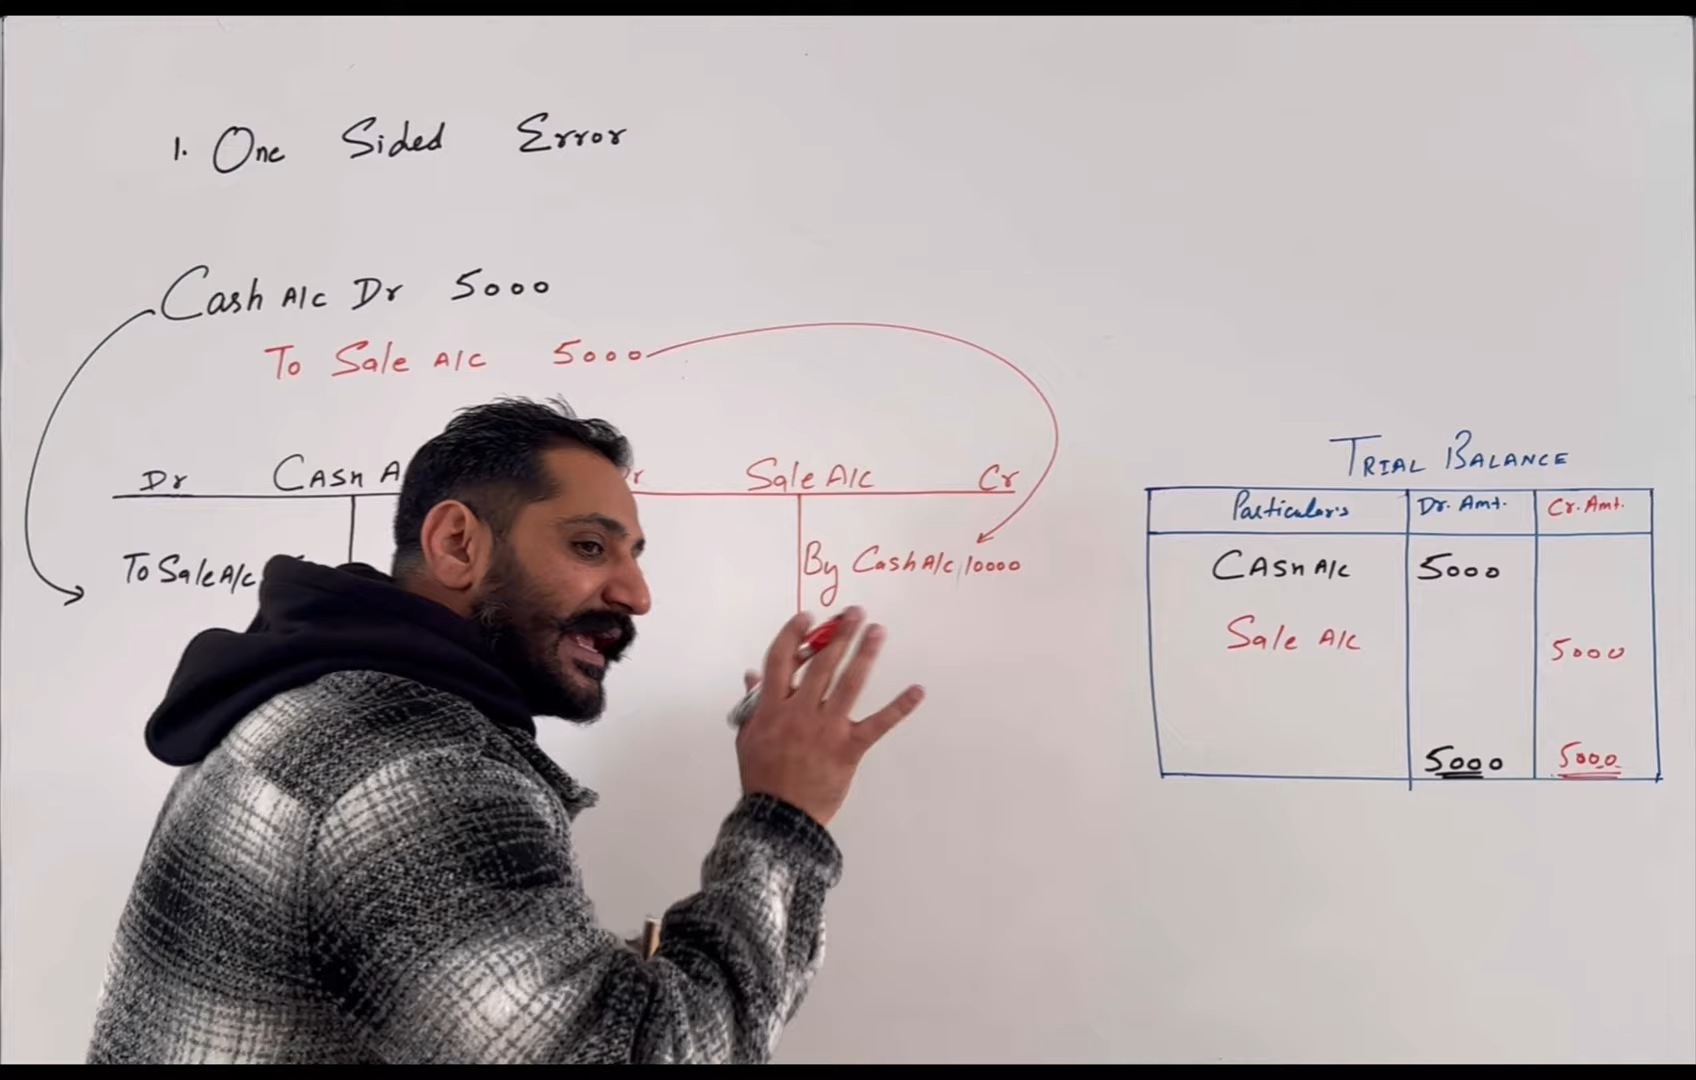 1. One Sided Error
Cash A/c Dr 5000
To Sale A/c 5000
Dr CASH A
Sale A/c Cr
To Sale A/c
By Cash A/c 10000
TRIAL BALANCE
Particulars Dr. Amt. Cr. Amt.
CASH A/c 5000
Sale A/c 5000
5000 5000